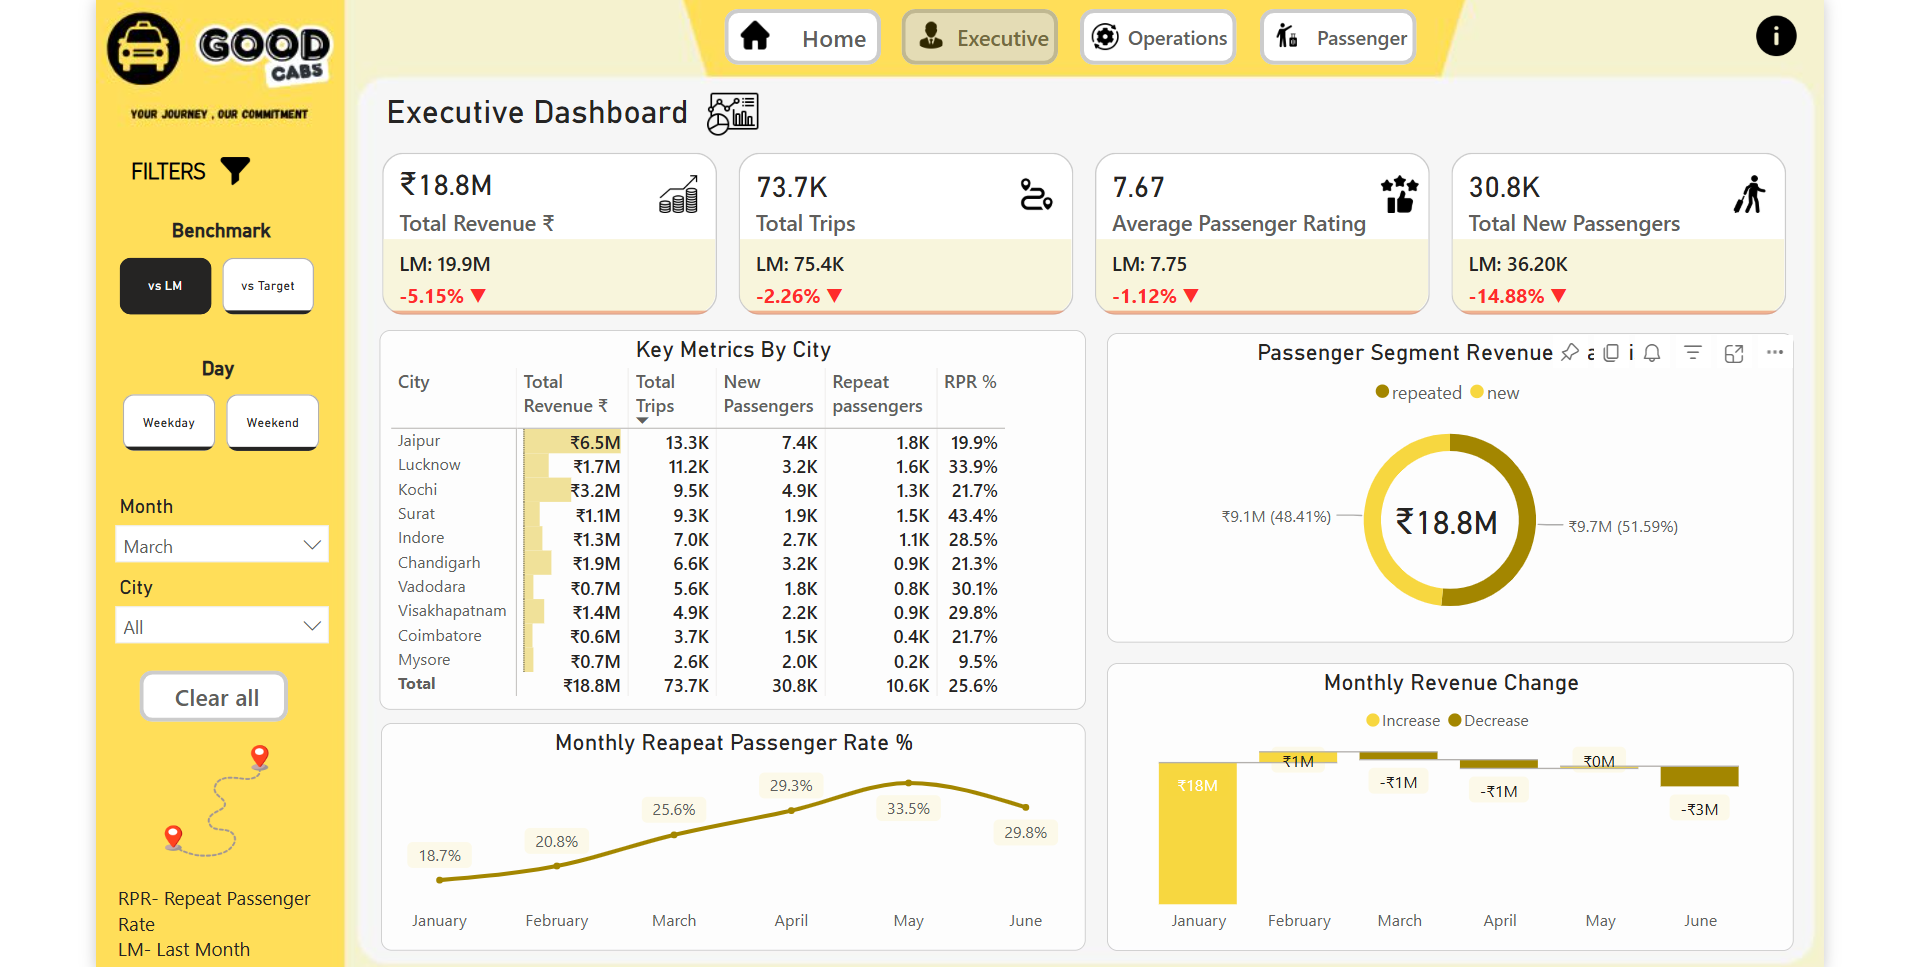 GOOD
CABS
YOUR JOURNEY , OUR COMMITMENT
Home
Executive
Operations
Passenger
i
FILTERS
Benchmark
vs LM
vs Target
Day
Weekday
Weekend
Month
March
City
All
Clear all
RPR- Repeat Passenger
Rate
LM- Last Month
Executive Dashboard
₹18.8M
Total Revenue ₹
LM: 19.9M
-5.15% ▼
73.7K
Total Trips
LM: 75.4K
-2.26% ▼
7.67
Average Passenger Rating
LM: 7.75
-1.12% ▼
30.8K
Total New Passengers
LM: 36.20K
-14.88% ▼
Key Metrics By City
City Total Revenue ₹ Total Trips New Passengers Repeat passengers RPR %
Jaipur ₹6.5M 13.3K 7.4K 1.8K 19.9%
Lucknow ₹1.7M 11.2K 3.2K 1.6K 33.9%
Kochi ₹3.2M 9.5K 4.9K 1.3K 21.7%
Surat ₹1.1M 9.3K 1.9K 1.5K 43.4%
Indore ₹1.3M 7.0K 2.7K 1.1K 28.5%
Chandigarh ₹1.9M 6.6K 3.2K 0.9K 21.3%
Vadodara ₹0.7M 5.6K 1.8K 0.8K 30.1%
Visakhapatnam ₹1.4M 4.9K 2.2K 0.9K 29.8%
Coimbatore ₹0.6M 3.7K 1.5K 0.4K 21.7%
Mysore ₹0.7M 2.6K 2.0K 0.2K 9.5%
Total ₹18.8M 73.7K 30.8K 10.6K 25.6%
Passenger Segment Revenue
repeated new
₹9.1M (48.41%)
₹18.8M
₹9.7M (51.59%)
Monthly Reapeat Passenger Rate %
18.7%
20.8%
25.6%
29.3%
33.5%
29.8%
January February March April May June
Monthly Revenue Change
Increase Decrease
₹18M
₹1M
-₹1M
-₹1M
₹0M
-₹3M
January February March April May June